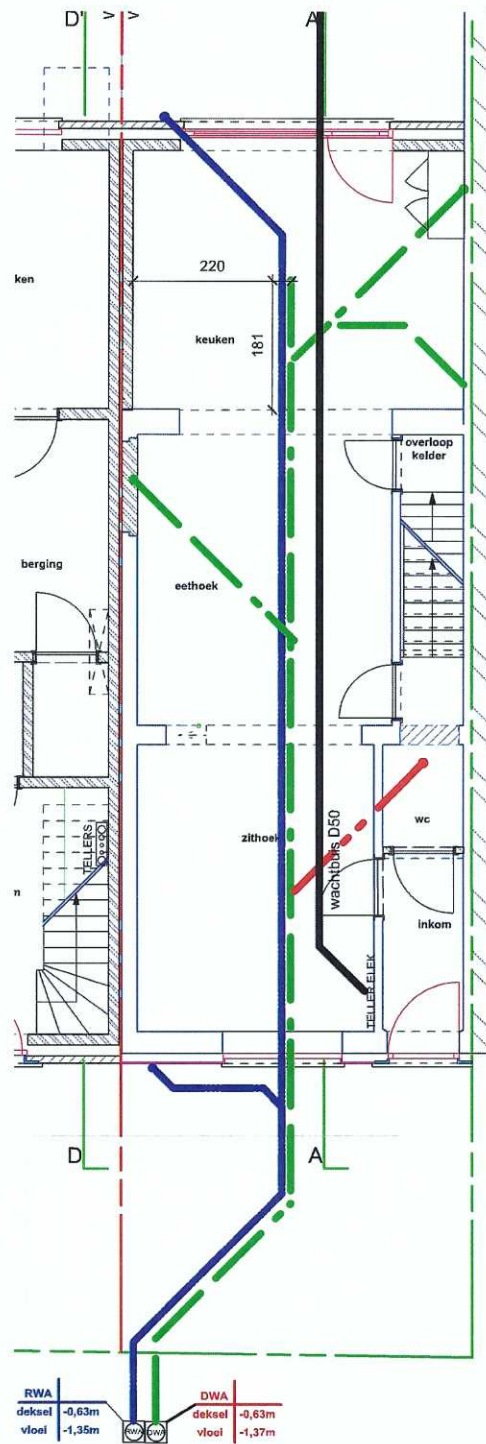 D'
A
V
V
220
ken
keuken
181
overloop
kelder
berging
eethoek
TELLERS
zithoek
wachtbuis D50
wc
m
inkom
TELLER ELEK
D
A
RWA
deksel -0,63m
vloei -1,35m
DWA
deksel -0,63m
vloei -1,37m
RWA
DWA